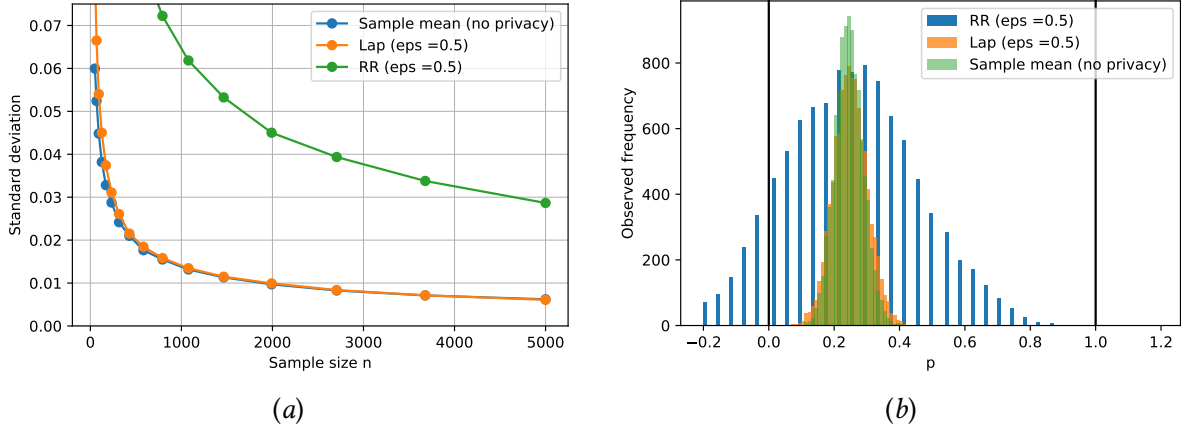 0.07
0.06
0.05
0.04
0.03
0.02
0.01
0.00
Standard deviation
0 1000 2000 3000 4000 5000
Sample size n
Sample mean (no privacy)
Lap (eps =0.5)
RR (eps =0.5)
(a)
800
600
400
200
0
Observed frequency
−0.2 0.0 0.2 0.4 0.6 0.8 1.0 1.2
p
RR (eps =0.5)
Lap (eps =0.5)
Sample mean (no privacy)
(b)